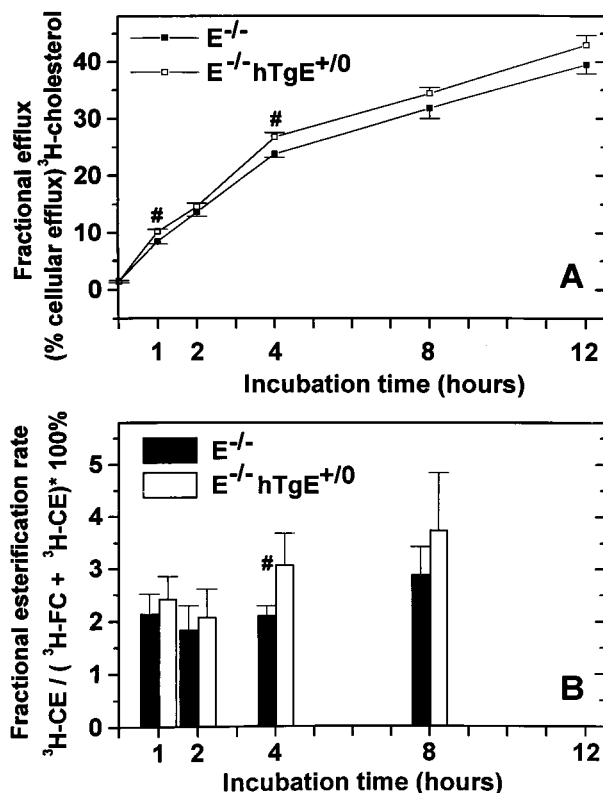 E-/-
E-/- hTgE+/0
Fractional efflux
(% cellular efflux) 3H-cholesterol
40
30
20
10
0
#
#
A
1 2 4 8 12
Incubation time (hours)
E-/-
E-/- hTgE+/0
Fractional esterification rate
3H-CE / ( 3H-FC + 3H-CE)* 100%
5
4
3
2
1
0
#
B
1 2 4 8 12
Incubation time (hours)